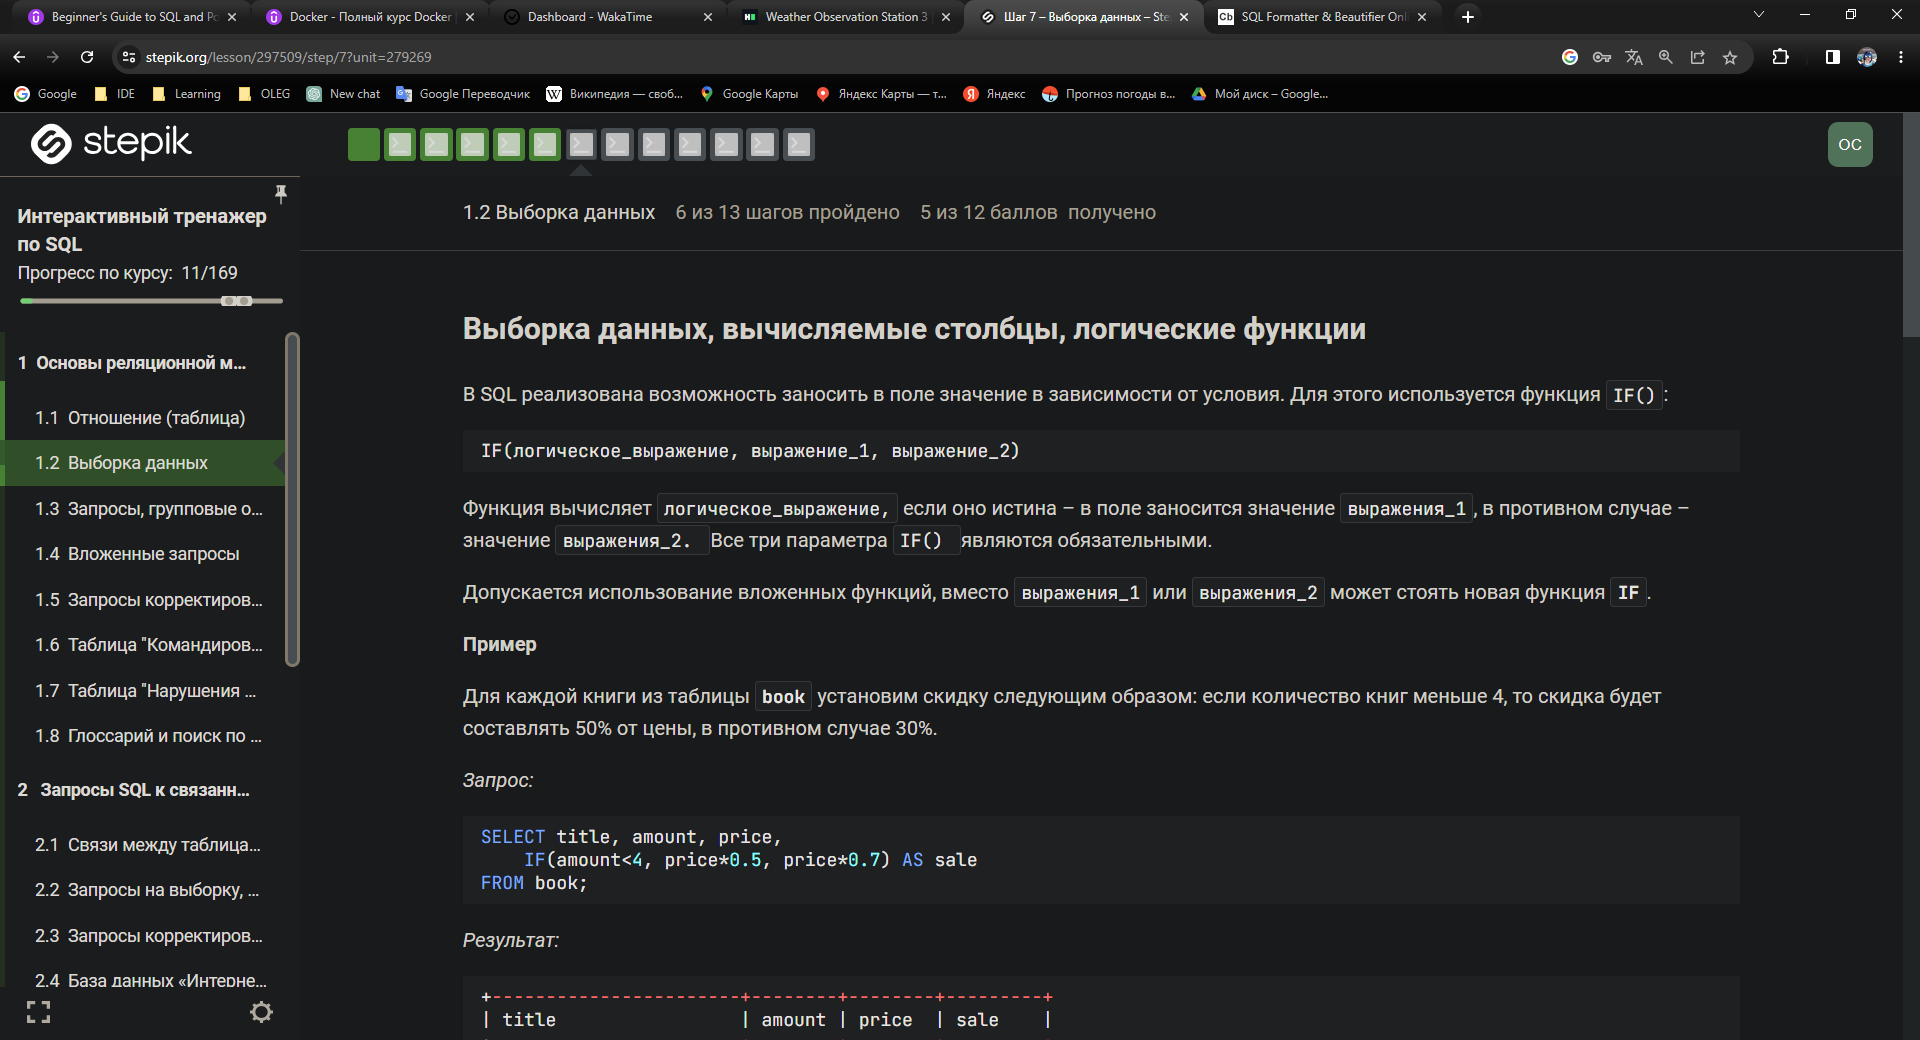 Beginner's Guide to SQL and Po
Docker - Полный курс Docker
Dashboard - WakaTime
Weather Observation Station 3
Шаг 7 – Выборка данных – Ste
Cb SQL Formatter & Beautifier Onli
stepik.org/lesson/297509/step/7?unit=279269
Google
IDE
Learning
OLEG
New chat
Google Переводчик
W Википедия — своб...
Google Карты
Яндекс Карты — т...
Я Яндекс
Прогноз погоды в...
Мой диск – Google...
stepik
OC
Интерактивный тренажер
по SQL
Прогресс по курсу: 11/169
1 Основы реляционной м...
1.1 Отношение (таблица)
1.2 Выборка данных
1.3 Запросы, групповые о...
1.4 Вложенные запросы
1.5 Запросы корректиров...
1.6 Таблица "Командиров...
1.7 Таблица "Нарушения ...
1.8 Глоссарий и поиск по ...
2 Запросы SQL к связанн...
2.1 Связи между таблица...
2.2 Запросы на выборку, ...
2.3 Запросы корректиров...
2.4 База данных «Интерне...
1.2 Выборка данных 6 из 13 шагов пройдено 5 из 12 баллов получено
Выборка данных, вычисляемые столбцы, логические функции
В SQL реализована возможность заносить в поле значение в зависимости от условия. Для этого используется функция IF():
IF(логическое_выражение, выражение_1, выражение_2)
Функция вычисляет логическое_выражение, если оно истина – в поле заносится значение выражения_1, в противном случае –
значение выражения_2. Все три параметра IF() являются обязательными.
Допускается использование вложенных функций, вместо выражения_1 или выражения_2 может стоять новая функция IF.
Пример
Для каждой книги из таблицы book установим скидку следующим образом: если количество книг меньше 4, то скидка будет
составлять 50% от цены, в противном случае 30%.
Запрос:
SELECT title, amount, price,
IF(amount<4, price*0.5, price*0.7) AS sale
FROM book;
Результат:
+-----------------------+--------+--------+---------+
| title | amount | price | sale |